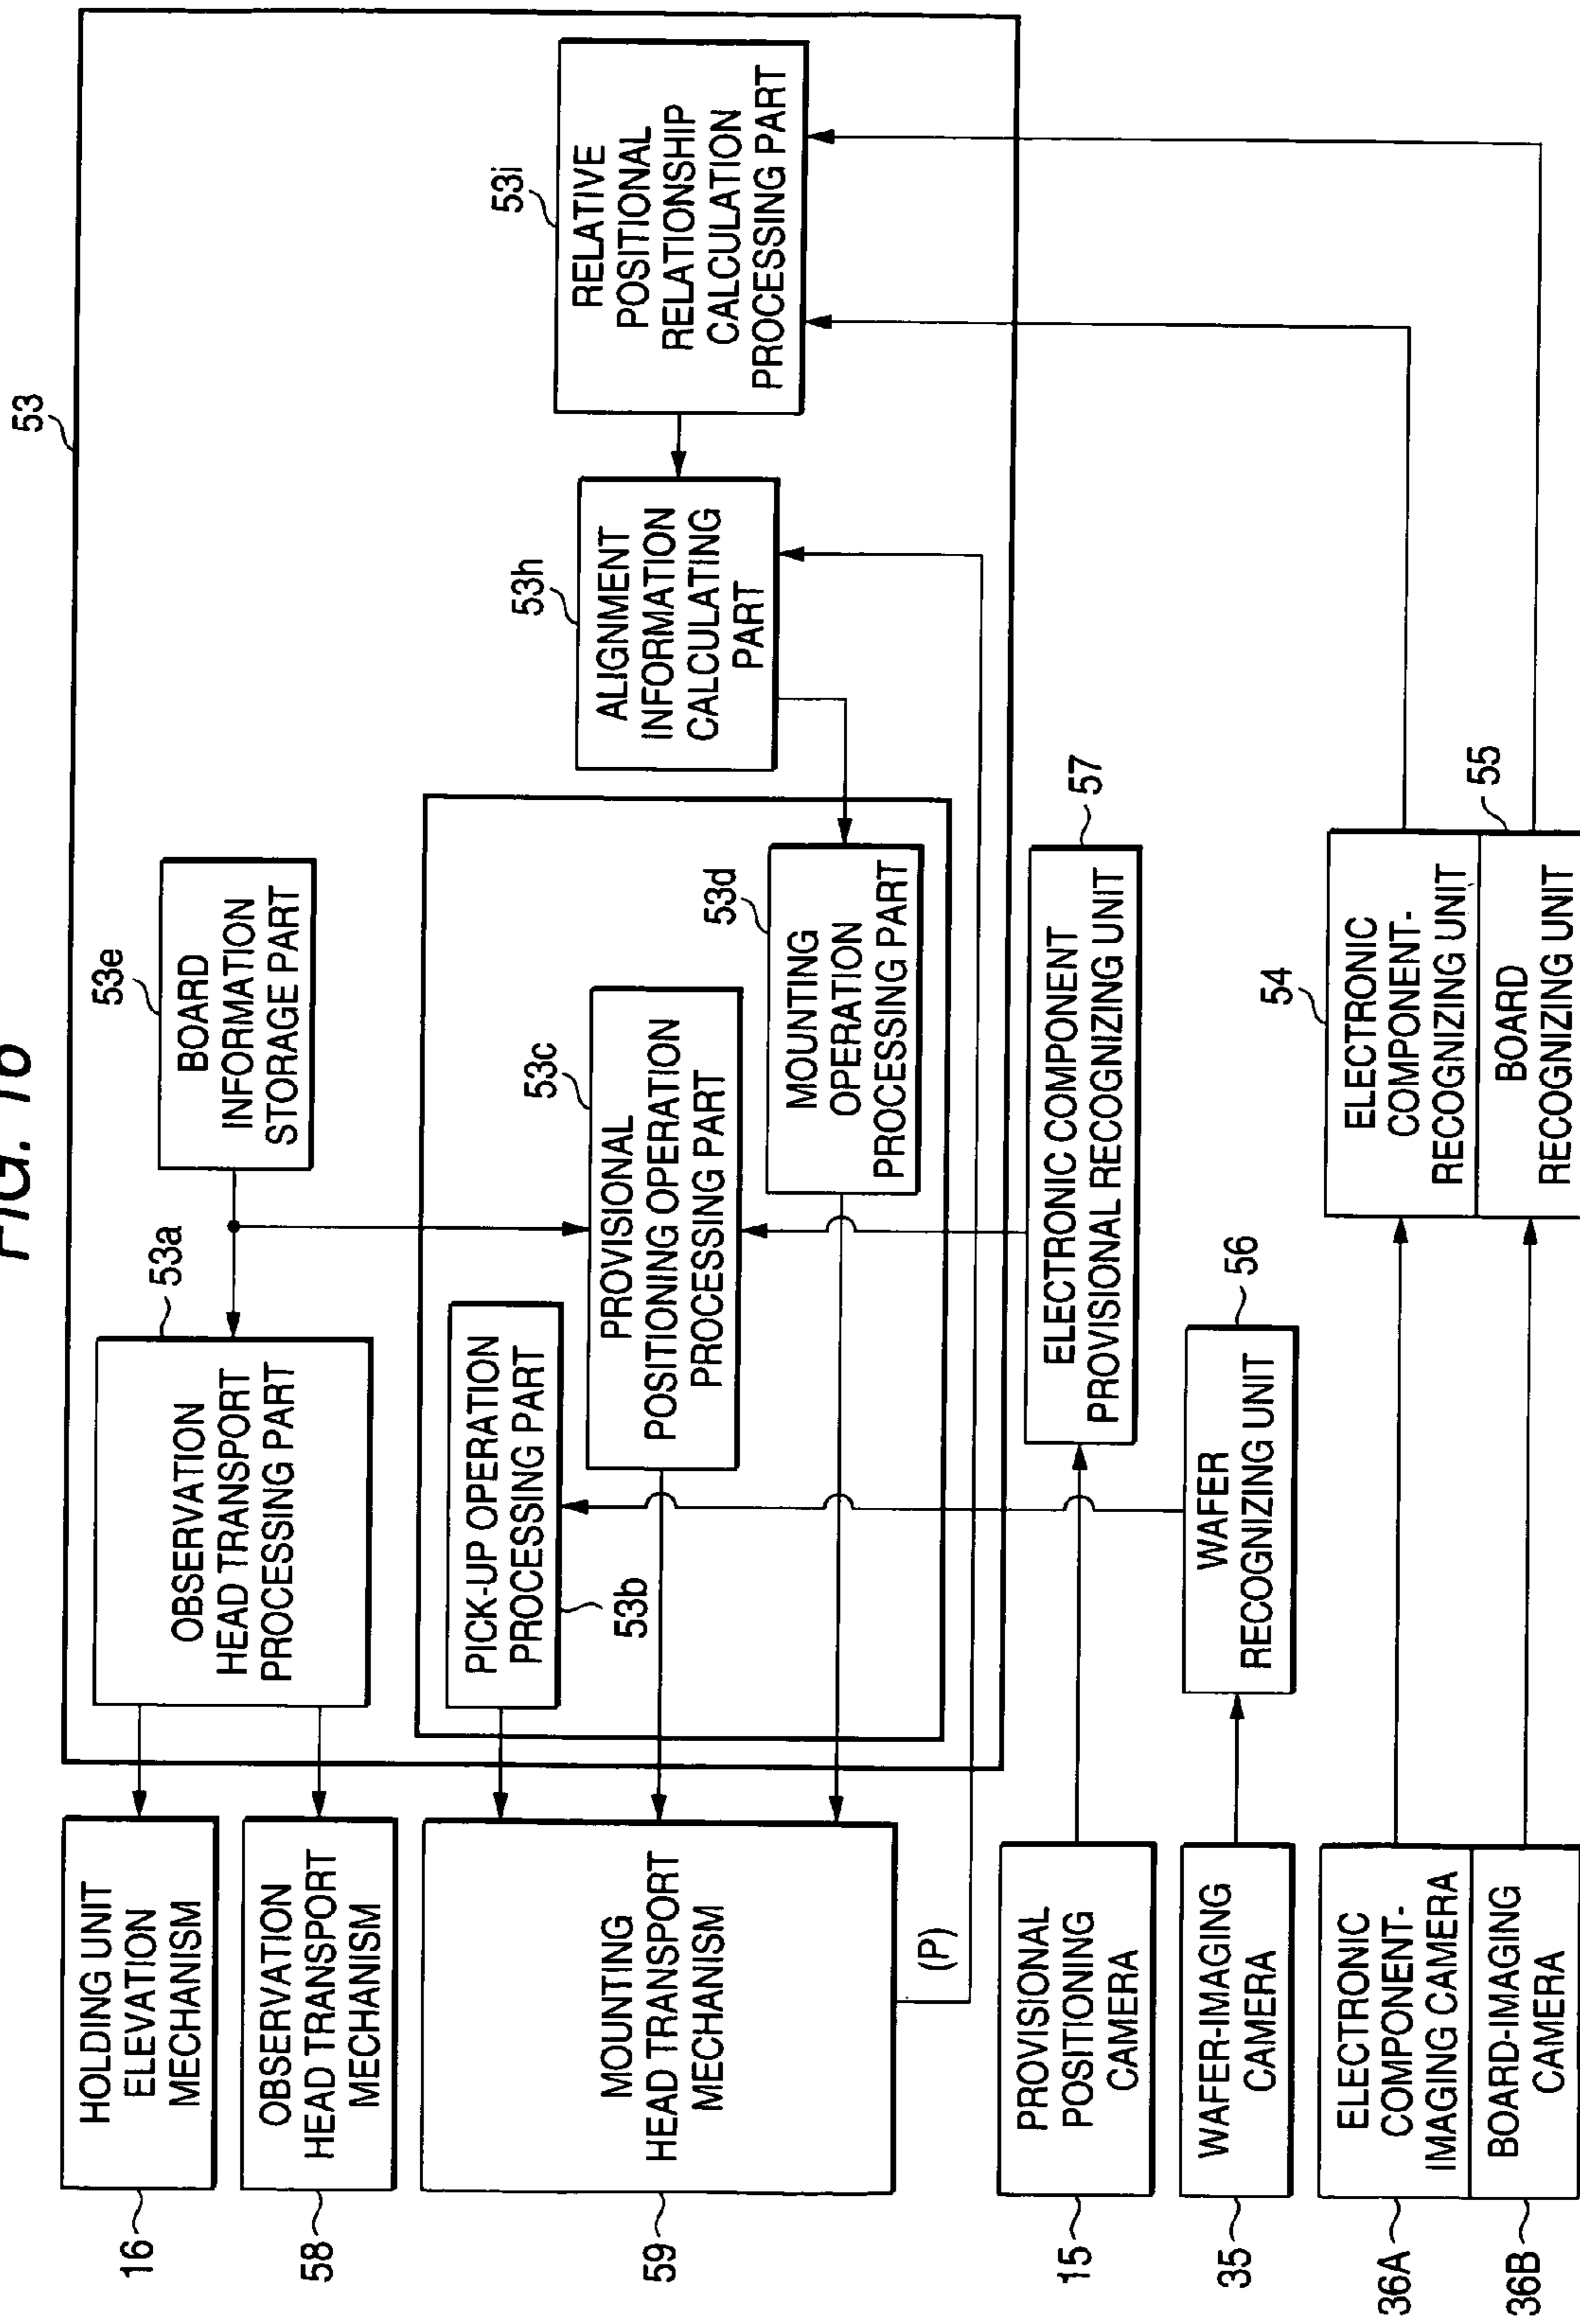 FIG. 16
53
HOLDING UNIT
ELEVATION
MECHANISM
16
OBSERVATION
HEAD TRANSPORT
MECHANISM
58
MOUNTING
HEAD TRANSPORT
MECHANISM
59
(P)
PROVISIONAL
POSITIONING
CAMERA
15
WAFER-IMAGING
CAMERA
35
ELECTRONIC
COMPONENT-
IMAGING CAMERA
36A
BOARD-IMAGING
CAMERA
36B
OBSERVATION
HEAD TRANSPORT
PROCESSING PART
53a
BOARD
INFORMATION
STORAGE PART
53e
PICK-UP OPERATION
PROCESSING PART
53b
PROVISIONAL
POSITIONING OPERATION
PROCESSING PART
53c
MOUNTING
OPERATION
PROCESSING PART
53d
ALIGNMENT
INFORMATION
CALCULATING
PART
53h
RELATIVE
POSITIONAL
RELATIONSHIP
CALCULATION
PROCESSING PART
53i
ELECTRONIC COMPONENT
PROVISIONAL RECOGNIZING UNIT
57
WAFER
RECOGNIZING UNIT
56
ELECTRONIC
COMPONENT-
RECOGNIZING UNIT
54
BOARD
RECOGNIZING UNIT
55